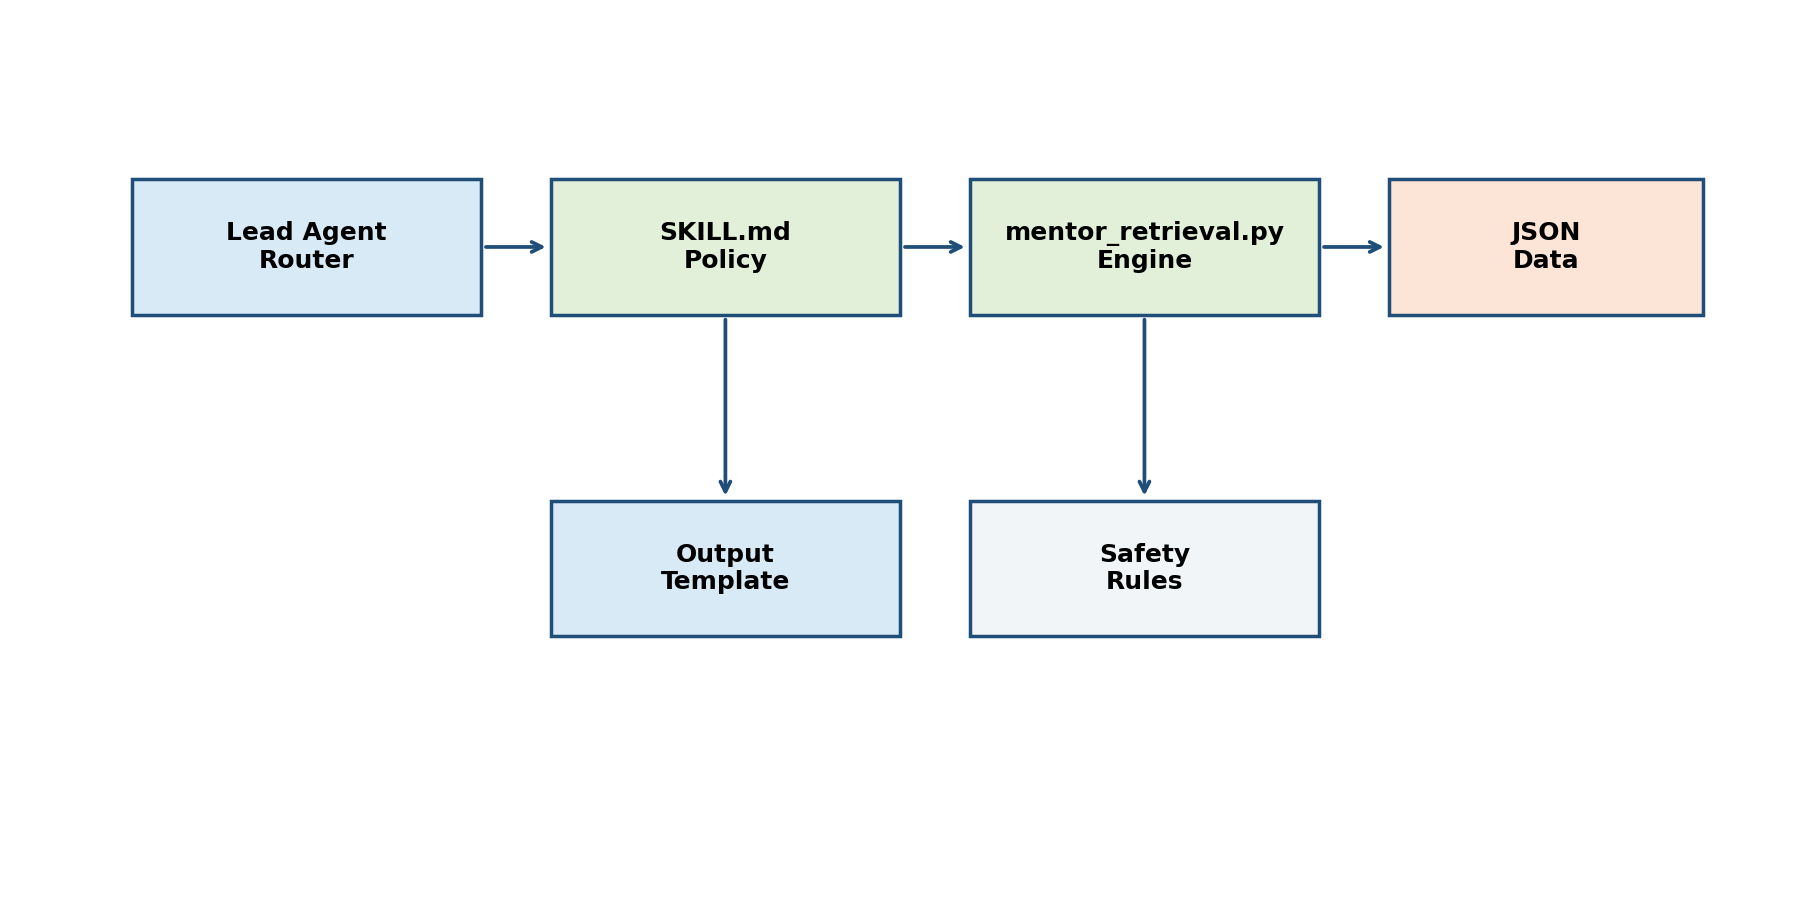 Lead Agent
Router
SKILL.md
Policy
mentor_retrieval.py
Engine
JSON
Data
Output
Template
Safety
Rules